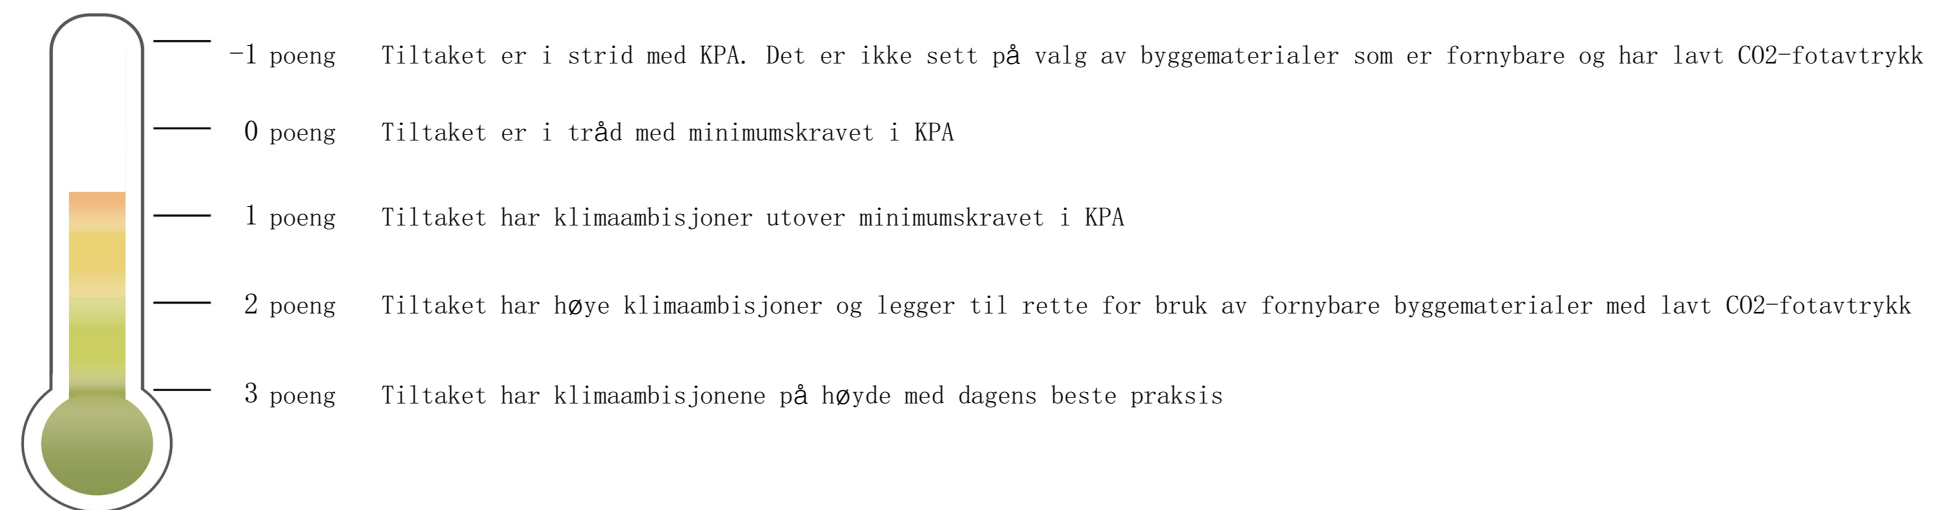 -1 poeng Tiltaket er i strid med KPA. Det er ikke sett på valg av byggematerialer som er fornybare og har lavt CO2-fotavtrykk
0 poeng Tiltaket er i tråd med minimumskravet i KPA
1 poeng Tiltaket har klimaambisjoner utover minimumskravet i KPA
2 poeng Tiltaket har høye klimaambisjoner og legger til rette for bruk av fornybare byggematerialer med lavt CO2-fotavtrykk
3 poeng Tiltaket har klimaambisjonene på høyde med dagens beste praksis